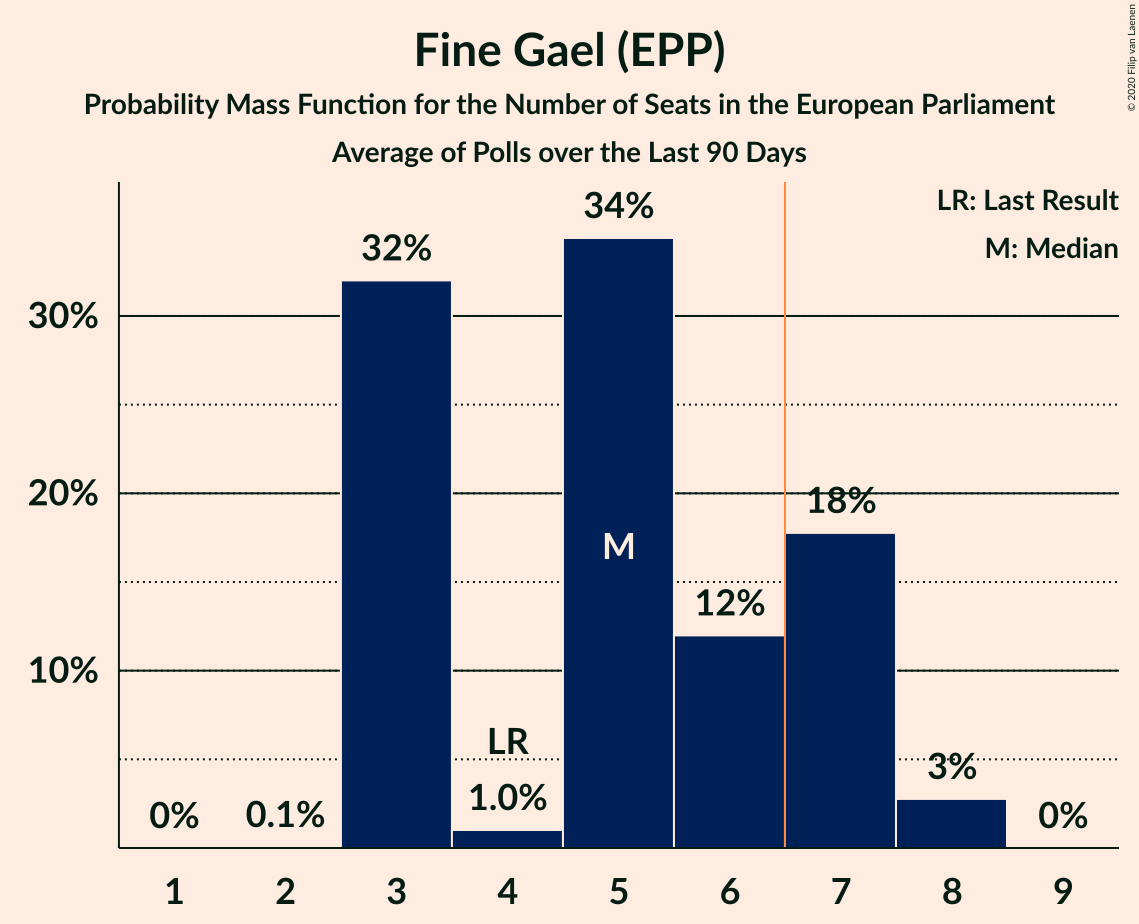 Fine Gael (EPP)
Probability Mass Function for the Number of Seats in the European Parliament
Average of Polls over the Last 90 Days
© 2020 Filip van Laenen
LR: Last Result
M: Median
30%
20%
10%
0%
0.1%
32%
LR
1.0%
34%
M
12%
18%
3%
0%
1 2 3 4 5 6 7 8 9